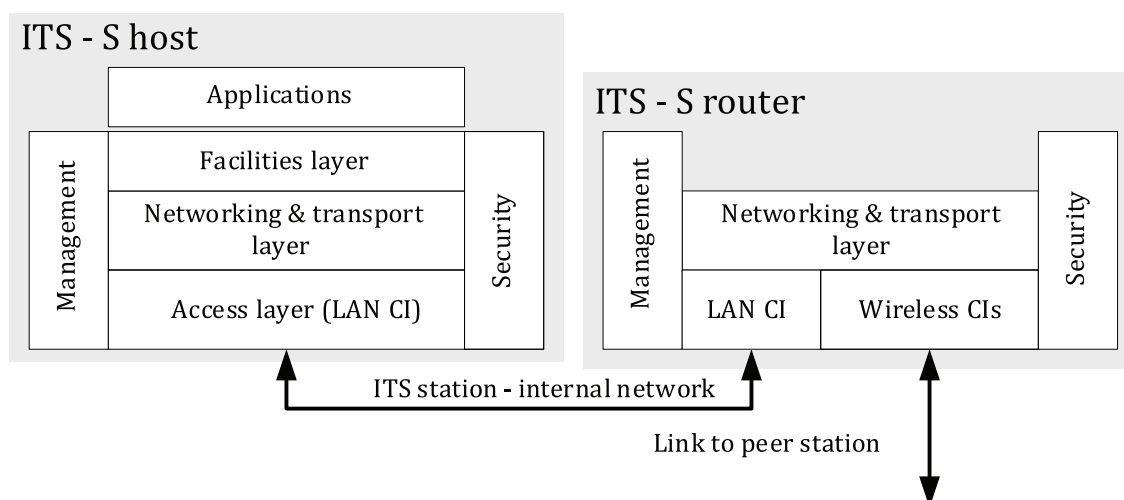 ITS - S host
Applications
Management
Facilities layer
Networking & transport
layer
Access layer (LAN CI)
Security
ITS - S router
Management
Networking & transport
layer
LAN CI
Wireless CIs
Security
ITS station - internal network
Link to peer station